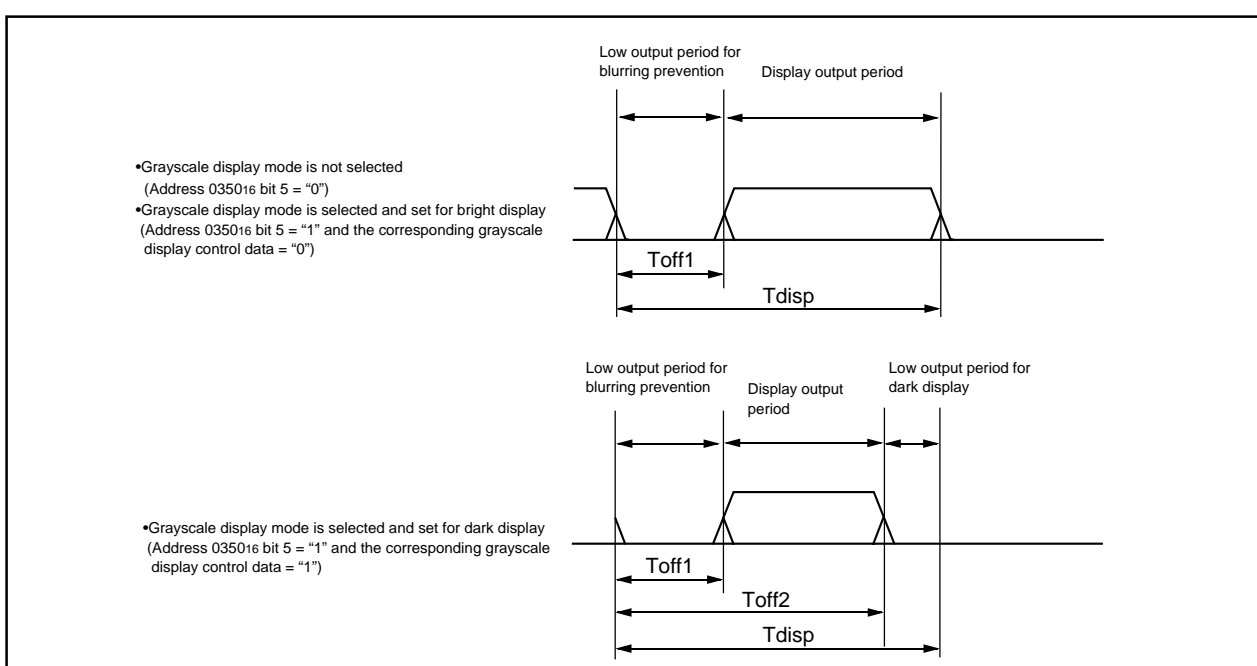 Low output period for
blurring prevention
Display output period
•Grayscale display mode is not selected
(Address 035016 bit 5 = “0”)
•Grayscale display mode is selected and set for bright display
(Address 035016 bit 5 = “1” and the corresponding grayscale
display control data = “0”)
Toff1
Tdisp
Low output period for
blurring prevention
Display output
period
Low output period for
dark display
•Grayscale display mode is selected and set for dark display
(Address 035016 bit 5 = “1” and the corresponding grayscale
display control data = “1”)
Toff1
Toff2
Tdisp